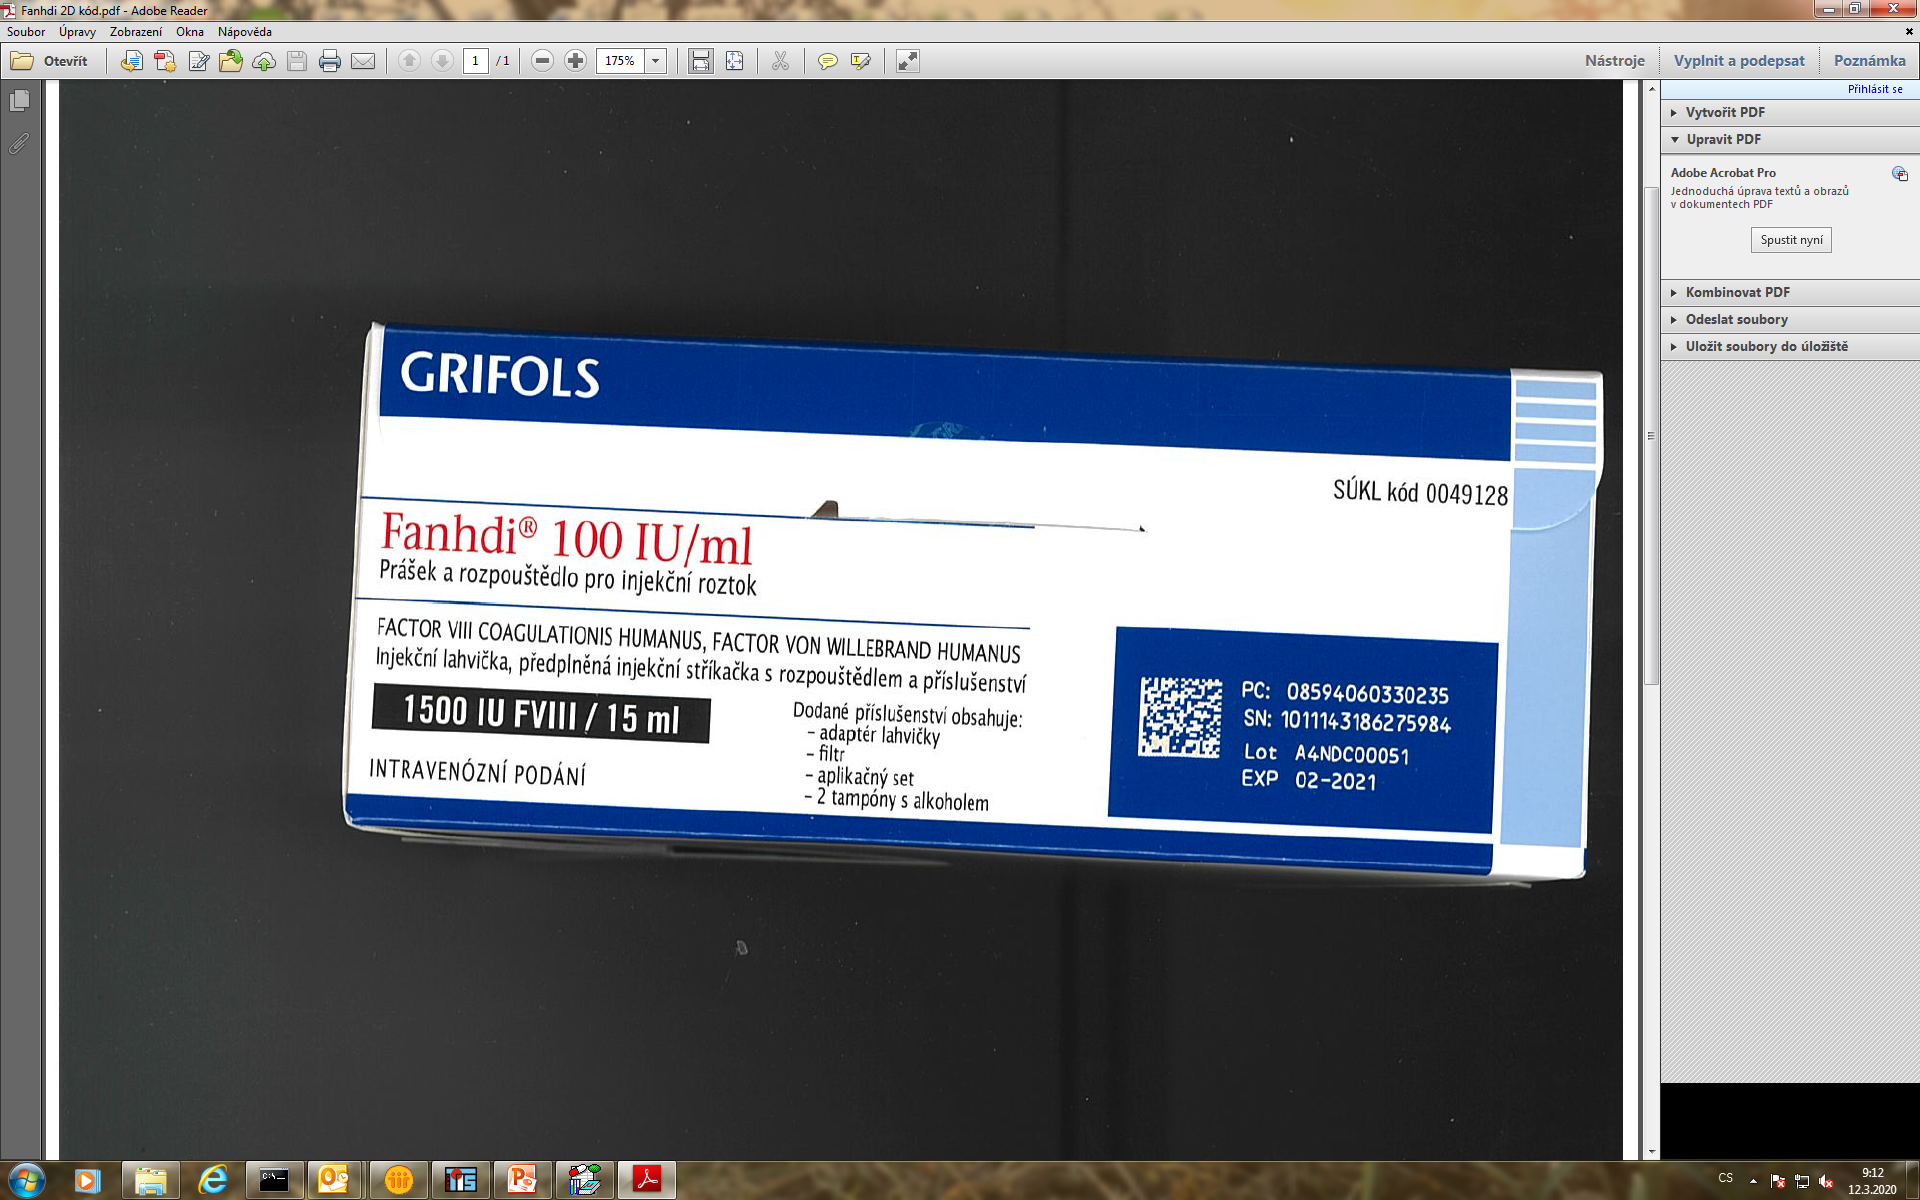 Fanhdi 2D kód.pdf - Adobe Reader
Soubor Úpravy Zobrazení Okna Nápověda
Otevřít
1 / 1
175%
Nástroje Vyplnit a podepsat Poznámka
Přihlásit se
Vytvořit PDF
Upravit PDF
Adobe Acrobat Pro
Jednoduchá úprava textů a obrazů
v dokumentech PDF
Spustit nyní
Kombinovat PDF
Odeslat soubory
Uložit soubory do úložiště
GRIFOLS
SÚKL kód 0049128
Fanhdi® 100 IU/ml
Prášek a rozpouštědlo pro injekční roztok
FACTOR VIII COAGULATIONIS HUMANUS, FACTOR VON WILLEBRAND HUMANUS
Injekční lahvička, předplněná injekční stříkačka s rozpouštědlem a příslušenství
1500 IU FVIII / 15 ml
INTRAVENÓZNÍ PODÁNÍ
Dodané příslušenství obsahuje:
– adaptér lahvičky
– filtr
– aplikačný set
– 2 tampóny s alkoholem
PC: 08594060330235
SN: 1011143186275984
Lot A4NDC00051
EXP 02-2021
CS
9:12
12.3.2020